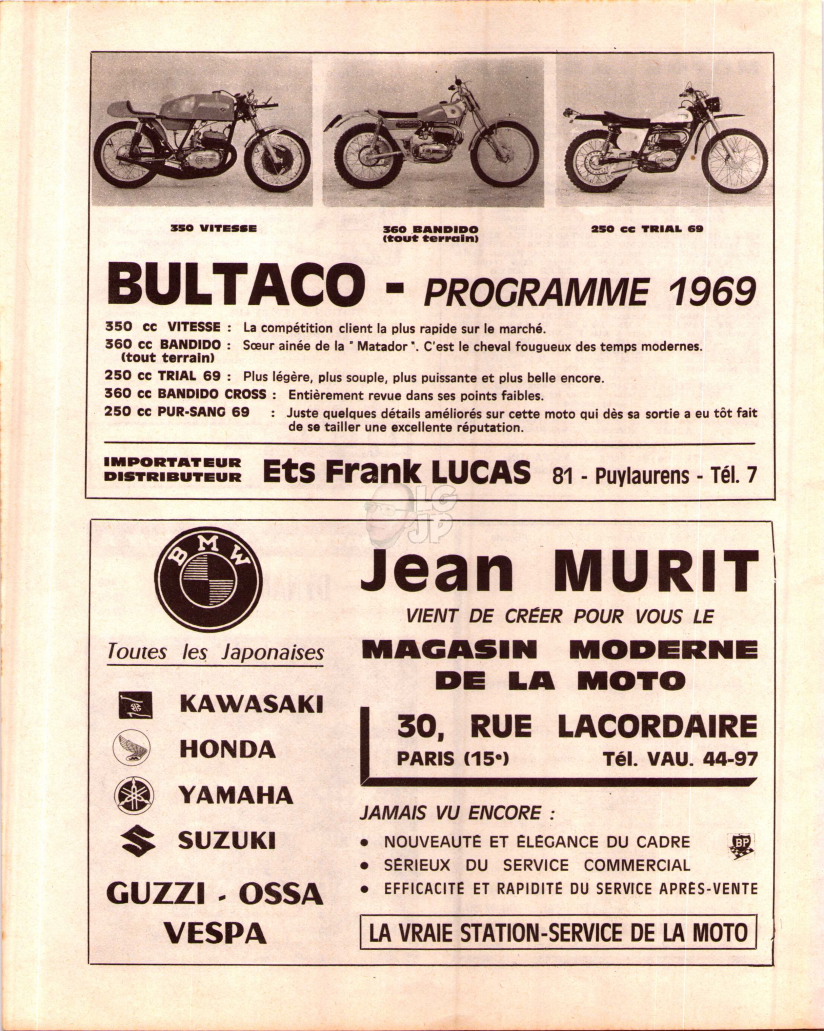 350 VITESSE
360 BANDIDO
(tout terrain)
250 cc TRIAL 69
BULTACO - PROGRAMME 1969
350 cc VITESSE : La compétition client la plus rapide sur le marché.
360 cc BANDIDO : Sœur ainée de la " Matador ". C'est le cheval fougueux des temps modernes.
(tout terrain)
250 cc TRIAL 69 : Plus légère, plus souple, plus puissante et plus belle encore.
360 cc BANDIDO CROSS : Entièrement revue dans ses points faibles.
250 cc PUR-SANG 69 : Juste quelques détails améliorés sur cette moto qui dès sa sortie a eu tôt fait
de se tailler une excellente réputation.
IMPORTATEUR
DISTRIBUTEUR
Ets Frank LUCAS 81 - Puylaurens - Tél. 7
LG
JP
BMW
Toutes les Japonaises
KAWASAKI
HONDA
YAMAHA
SUZUKI
GUZZI - OSSA
VESPA
Jean MURIT
VIENT DE CRÉER POUR VOUS LE
MAGASIN MODERNE
DE LA MOTO
30, RUE LACORDAIRE
PARIS (15e) Tél. VAU. 44-97
JAMAIS VU ENCORE :
• NOUVEAUTÉ ET ÉLÉGANCE DU CADRE
BP
• SÉRIEUX DU SERVICE COMMERCIAL
• EFFICACITÉ ET RAPIDITÉ DU SERVICE APRÈS-VENTE
LA VRAIE STATION-SERVICE DE LA MOTO